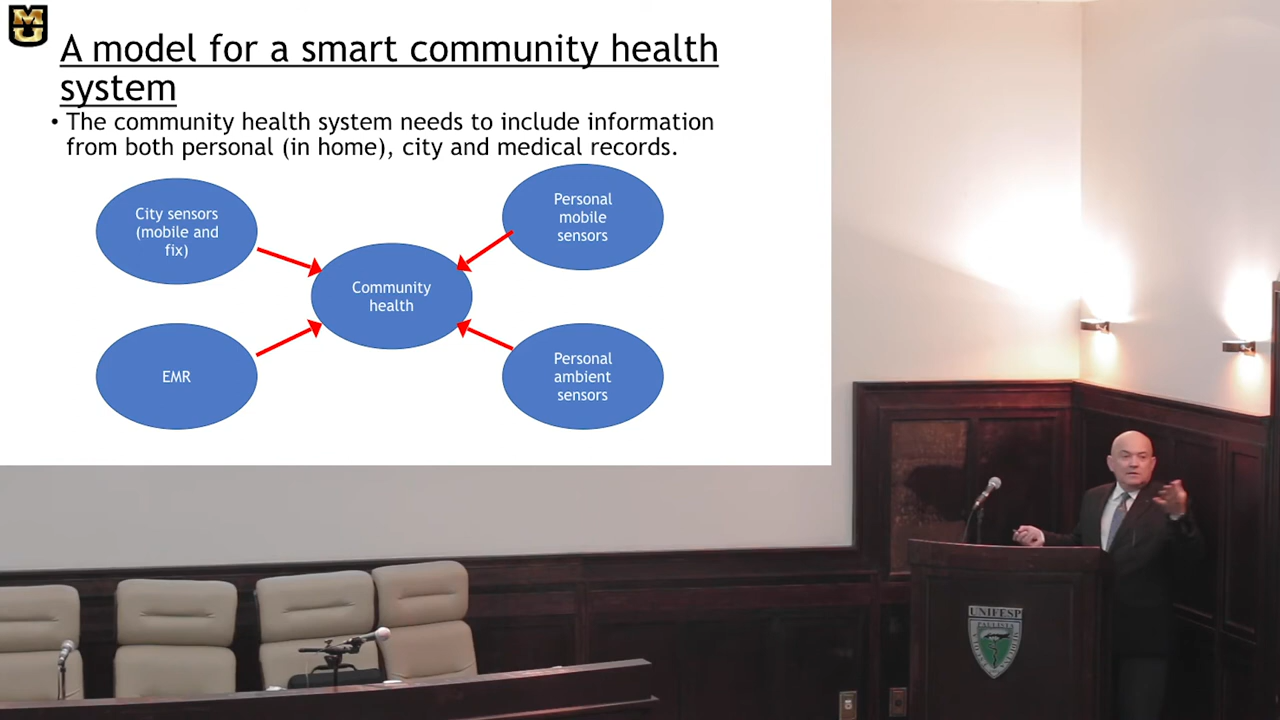 MU
A model for a smart community health
system
• The community health system needs to include information
from both personal (in home), city and medical records.
City sensors
(mobile and
fix)
Personal
mobile
sensors
Community
health
EMR
Personal
ambient
sensors
UNIFESP
PAULISTA